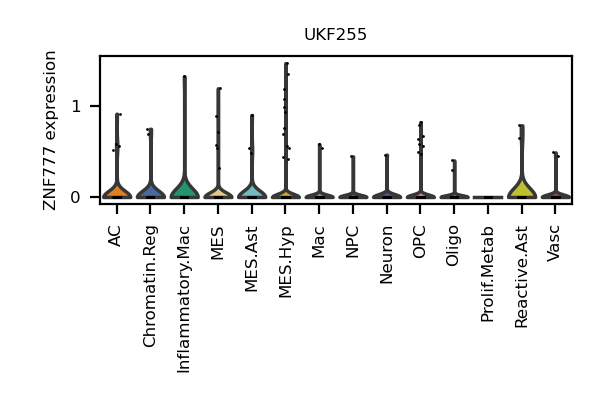 UKF255
ZNF777 expression
1
0
AC
Chromatin.Reg
Inflammatory.Mac
MES
MES.Ast
MES.Hyp
Mac
NPC
Neuron
OPC
Oligo
Prolif.Metab
Reactive.Ast
Vasc